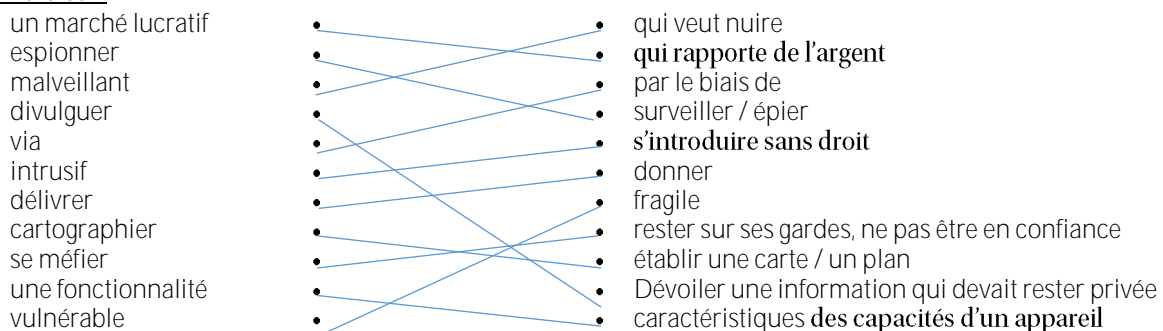 un marché lucratif • • qui veut nuire
espionner • • qui rapporte de l'argent
malveillant • • par le biais de
divulguer • • surveiller / épier
via • • s'introduire sans droit
intrusif • • donner
délivrer • • fragile
cartographier • • rester sur ses gardes, ne pas être en confiance
se méfier • • établir une carte / un plan
une fonctionnalité • • Dévoiler une information qui devait rester privée
vulnérable • • caractéristiques des capacités d'un appareil